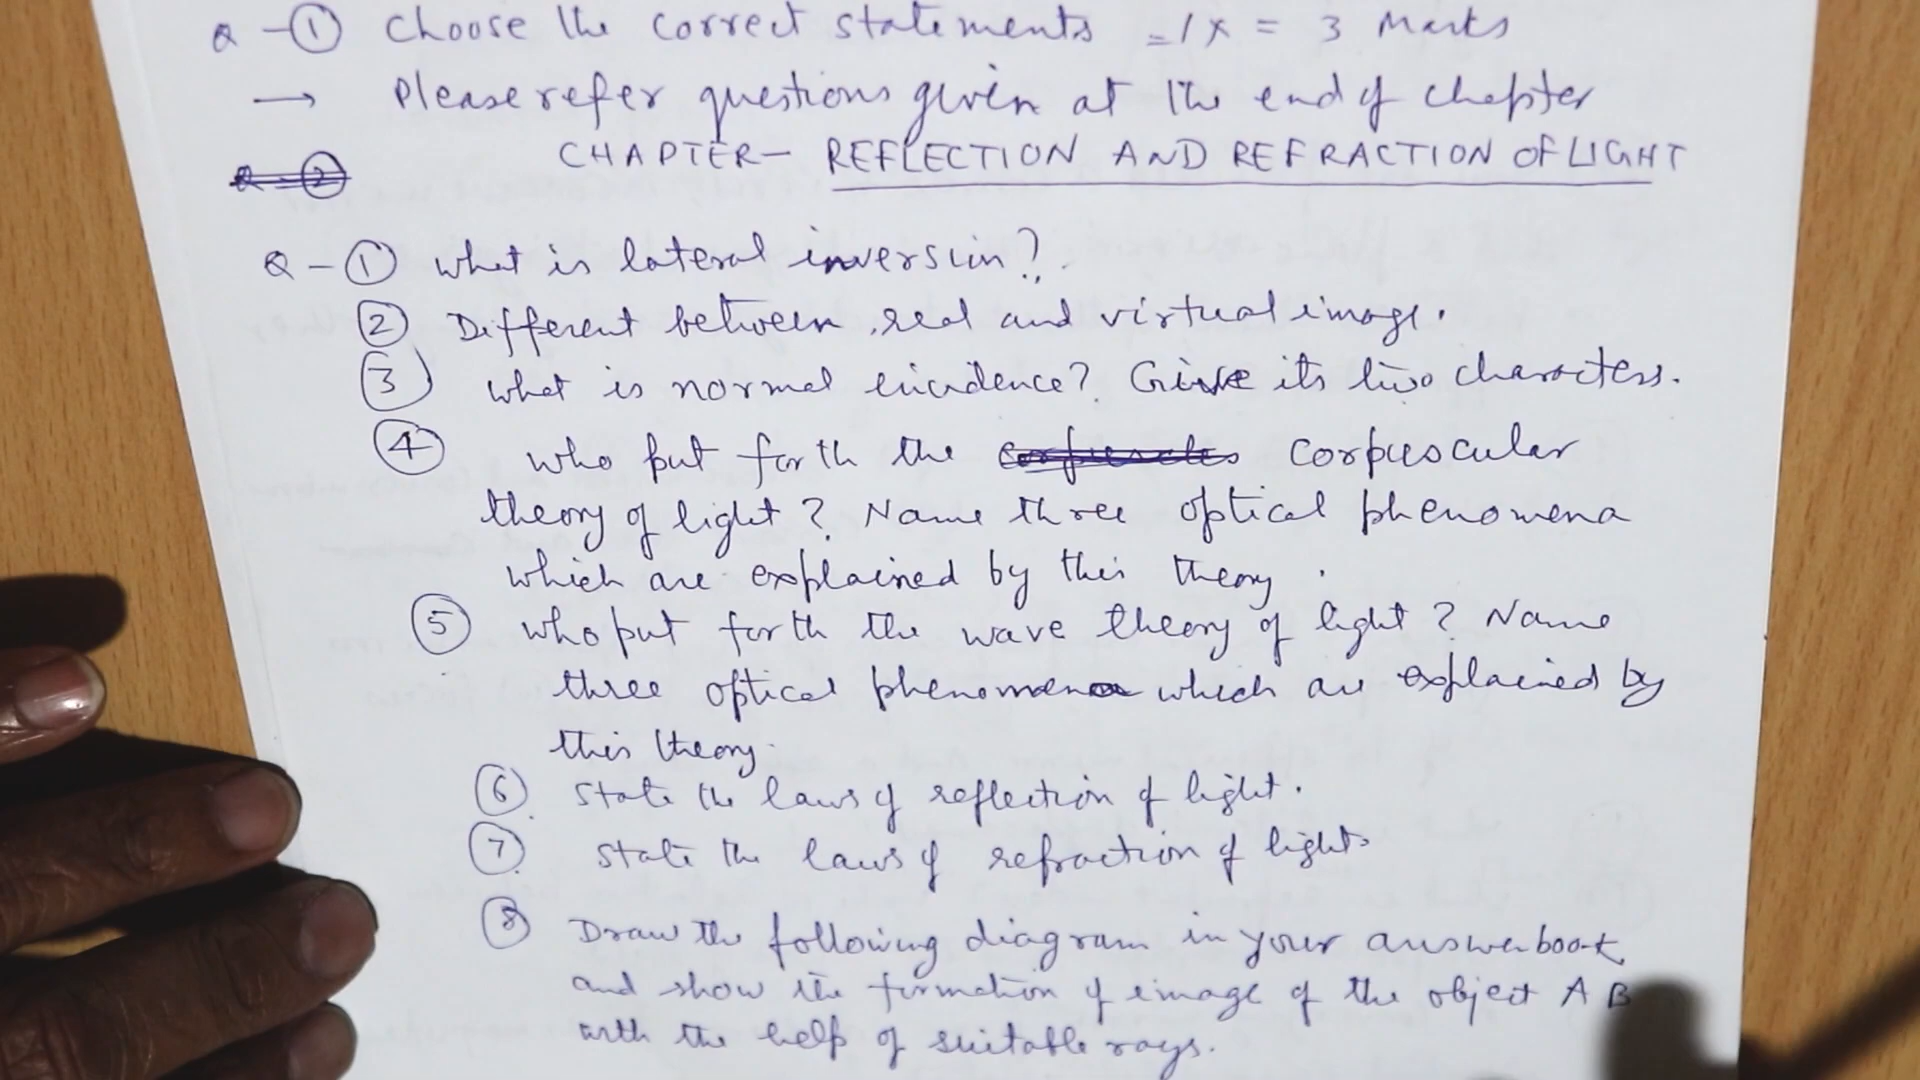 Q - 1 Choose the correct statements = 1 x = 3 Marks
→ Please refer questions given at the end of chapter
CHAPTER - REFLECTION AND REFRACTION OF LIGHT
Q - 1 what is lateral inversion?
2 Different between real and virtual image.
3 what is normal incidence? Give its two characters.
4 who put forth the corpuscular
theory of light? Name three optical phenomena
which are explained by this theory.
5 who put forth the wave theory of light? Name
three optical phenomena which are explained by
this theory.
6 State the laws of reflection of light.
7 State the laws of refraction of light.
8 Draw the following diagram in your answer book
and show the formation of image of the object AB
with the help of suitable rays.